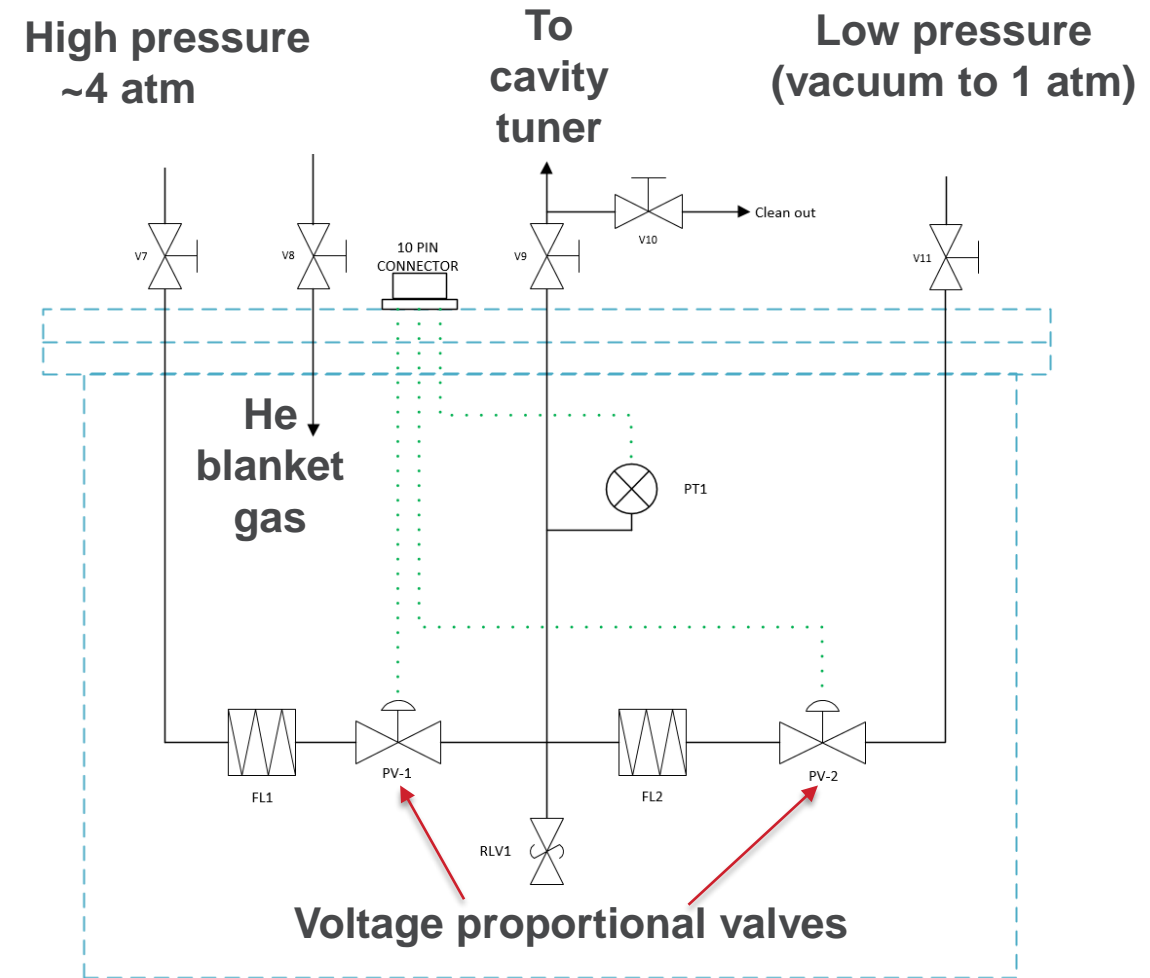 High pressure
~4 atm
To
cavity
tuner
Low pressure
(vacuum to 1 atm)
Clean out
V10
V7
V8
10 PIN
CONNECTOR
V9
V11
He
blanket
gas
PT1
PV-1
PV-2
FL1
FL2
RLV1
Voltage proportional valves